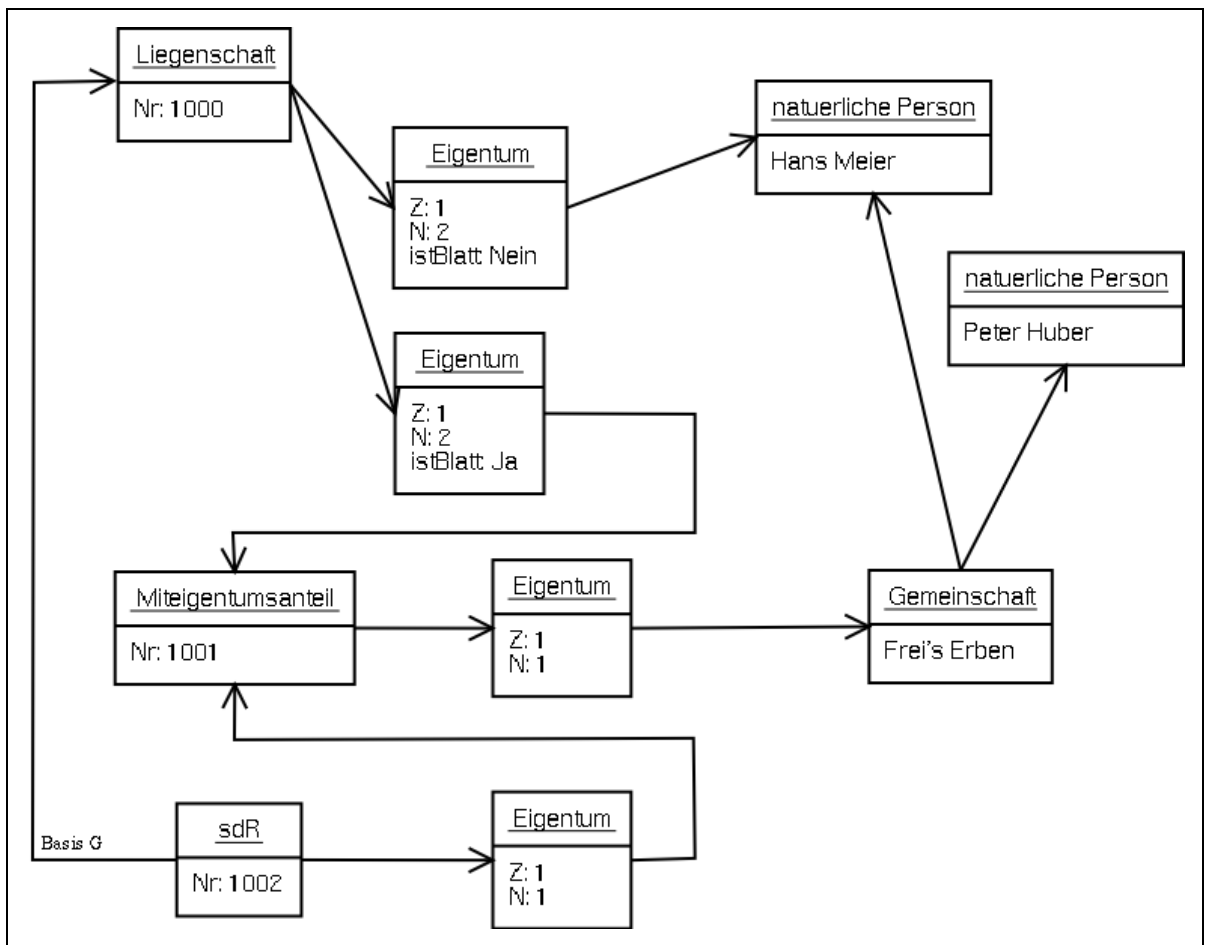 Liegenschaft
Nr: 1000
natuerliche Person
Hans Meier
Eigentum
Z: 1
N: 2
istBlatt: Nein
natuerliche Person
Peter Huber
Eigentum
Z: 1
N: 2
istBlatt: Ja
Miteigentumsanteil
Nr: 1001
Eigentum
Z: 1
N: 1
Gemeinschaft
Frei's Erben
Basis G
sdR
Nr: 1002
Eigentum
Z: 1
N: 1